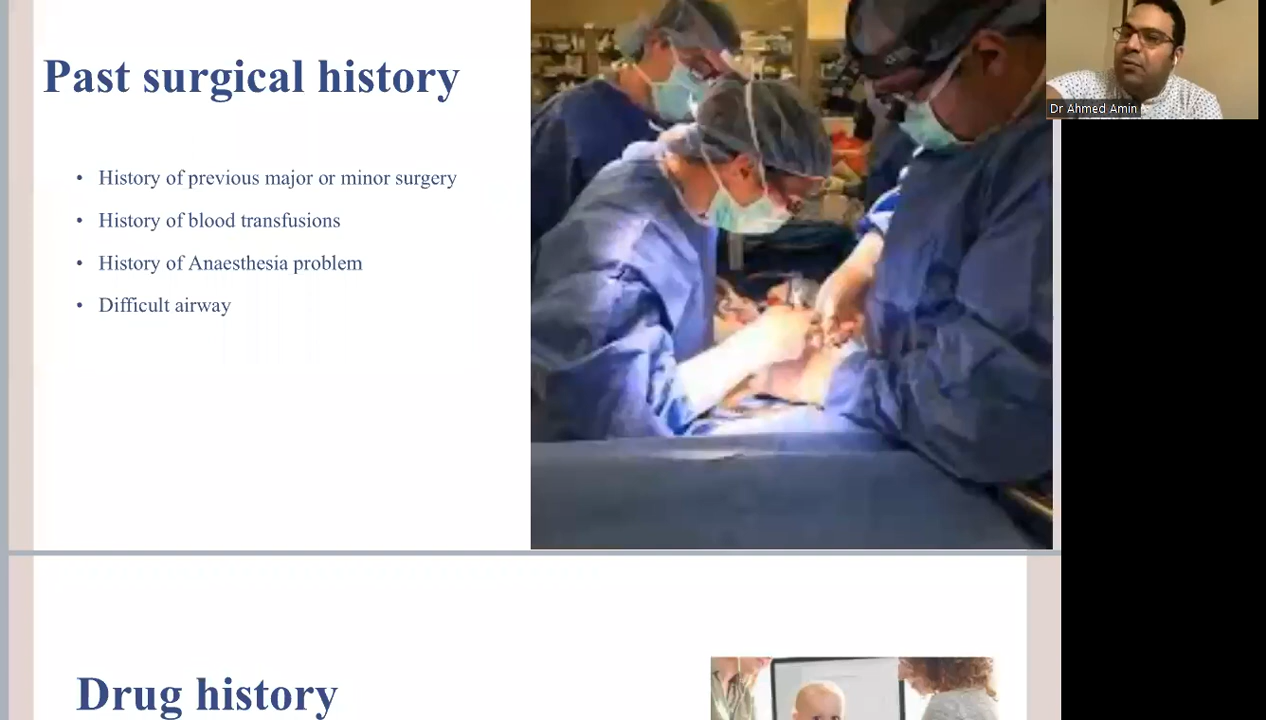 Past surgical history
• History of previous major or minor surgery
• History of blood transfusions
• History of Anaesthesia problem
• Difficult airway
Dr Ahmed Amin
Drug history